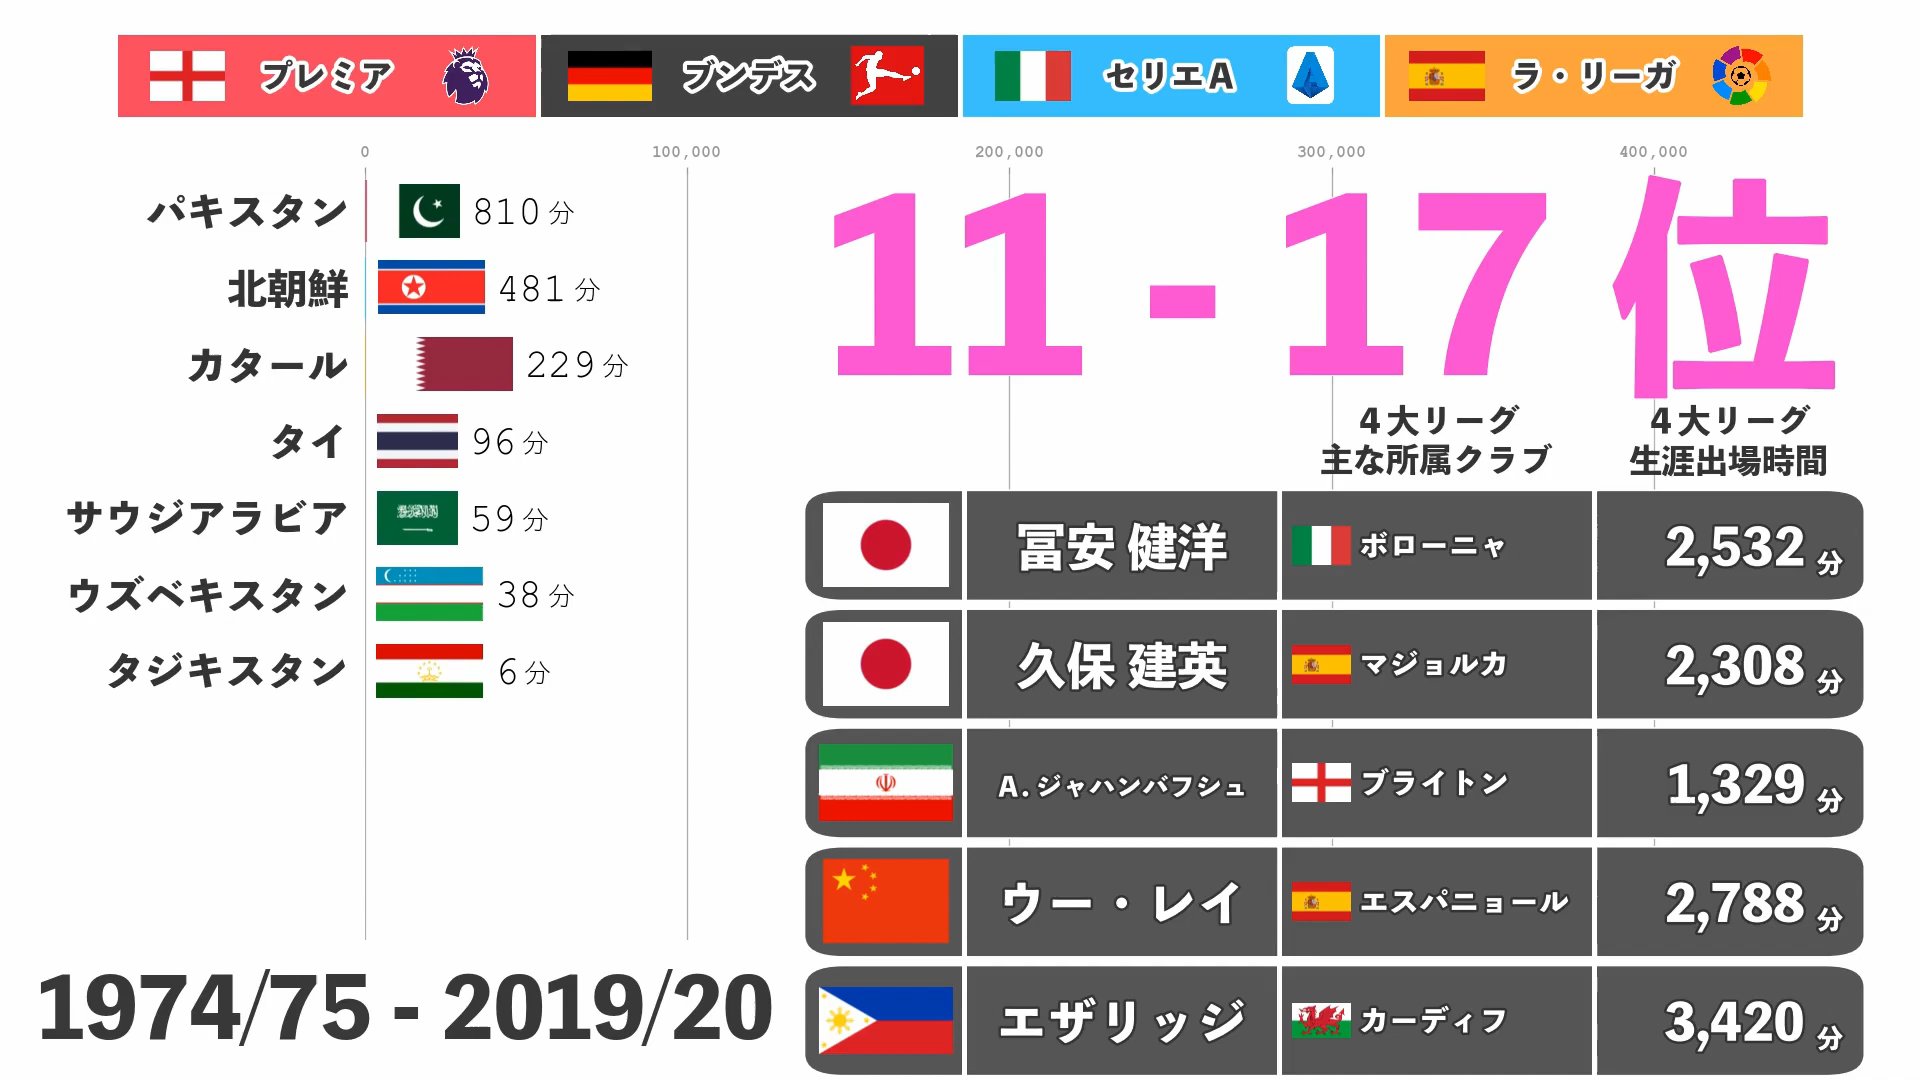 プレミア
ブンデス
セリエA
ラ・リーガ
0
100,000
200,000
300,000
400,000
パキスタン 810分
北朝鮮 481分
カタール 229分
タイ 96分
サウジアラビア 59分
ウズベキスタン 38分
タジキスタン 6分
1974/75 - 2019/20
11 - 17位
4大リーグ
主な所属クラブ
4大リーグ
生涯出場時間
冨安 健洋 ボローニャ 2,532分
久保 建英 マジョルカ 2,308分
A.ジャハンバフシュ ブライトン 1,329分
ウー・レイ エスパニョール 2,788分
エザリッジ カーディフ 3,420分